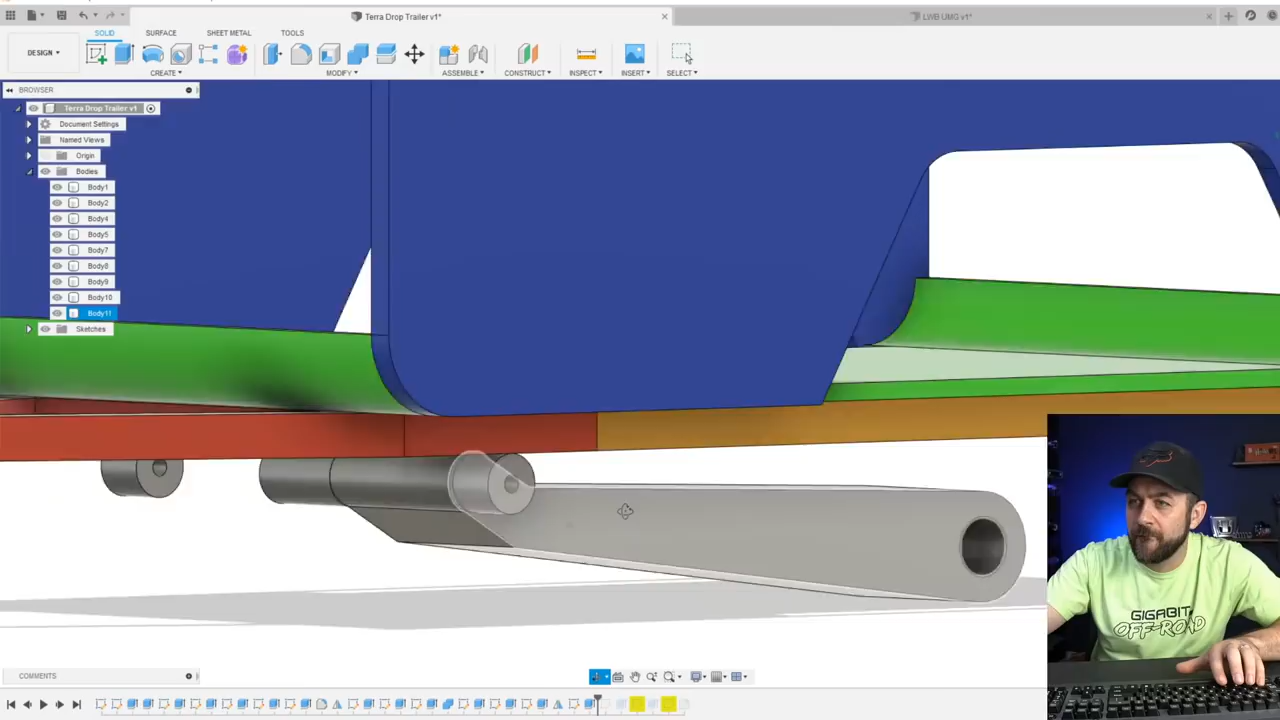 Terra Drop Trailer v1*
LWB UMG v1*
DESIGN
SOLID
SURFACE
SHEET METAL
TOOLS
CREATE
MODIFY
ASSEMBLE
CONSTRUCT
INSPECT
INSERT
SELECT
BROWSER
Terra Drop Trailer v1
Document Settings
Named Views
Origin
Bodies
Body1
Body2
Body4
Body5
Body7
Body8
Body9
Body10
Body11
Sketches
GIGABIT
OFF-ROAD
COMMENTS